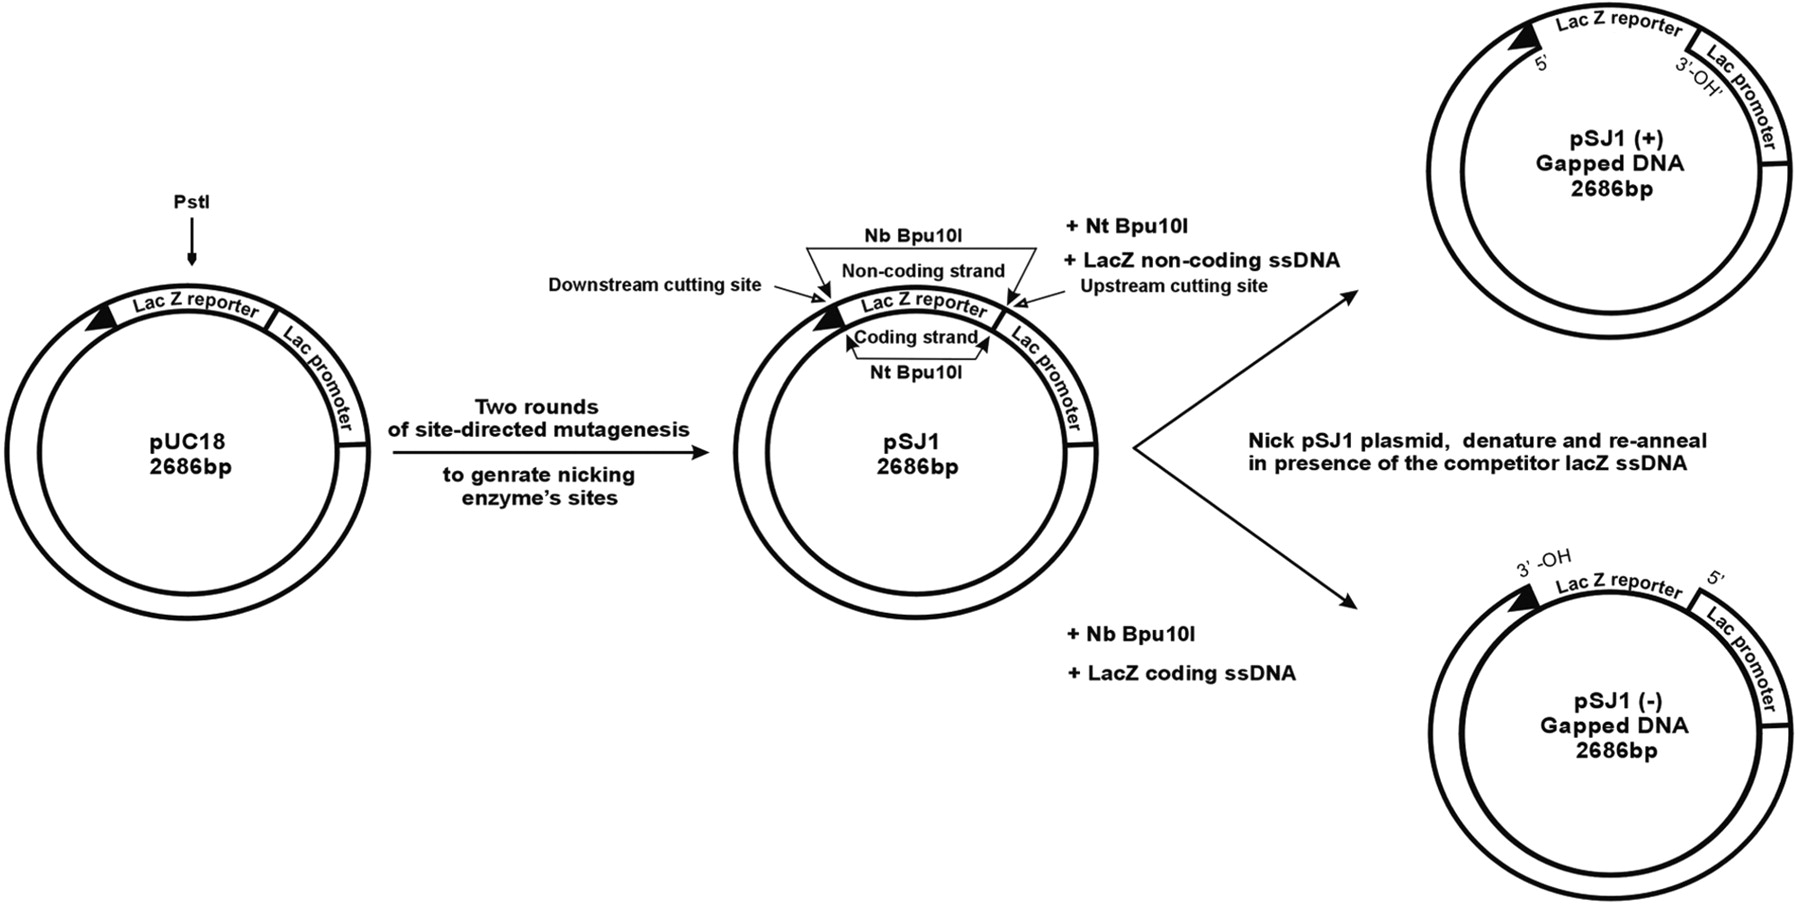 PstI
Lac Z reporter
Lac promoter
pUC18
2686bp
Two rounds
of site-directed mutagenesis
to genrate nicking
enzyme's sites
Nb Bpu10I
Non-coding strand
Downstream cutting site
Upstream cutting site
Lac Z reporter
Coding strand
Nt Bpu10I
Lac promoter
pSJ1
2686bp
+ Nt Bpu10I
+ LacZ non-coding ssDNA
Nick pSJ1 plasmid, denature and re-anneal
in presence of the competitor lacZ ssDNA
+ Nb Bpu10I
+ LacZ coding ssDNA
Lac Z reporter
5'
3'-OH'
Lac promoter
pSJ1 (+)
Gapped DNA
2686bp
3' -OH
Lac Z reporter
5'
Lac promoter
pSJ1 (-)
Gapped DNA
2686bp